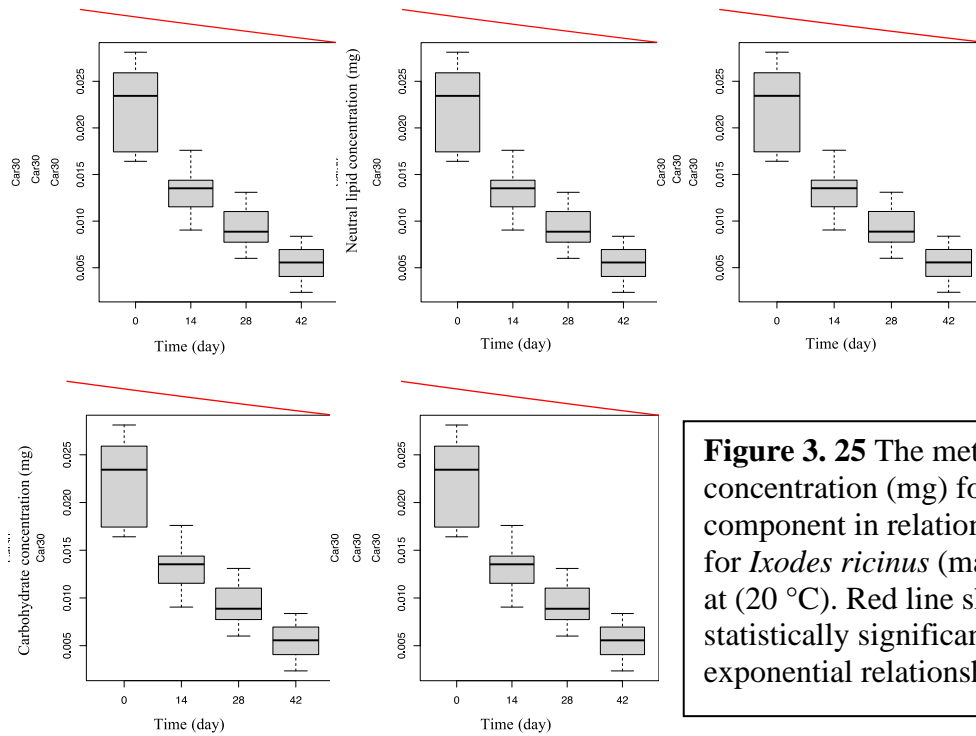 Car30
Car30
Car30
0.005 0.010 0.015 0.020 0.025
0 14 28 42
Time (day)
Neutral lipid concentration (mg)
Car30
0.005 0.010 0.015 0.020 0.025
0 14 28 42
Time (day)
Car30
Car30
Car30
0.005 0.010 0.015 0.020 0.025
0 14 28 42
Time (day)
Carbohydrate concentration (mg)
Car30
0.005 0.010 0.015 0.020 0.025
0 14 28 42
Time (day)
Car30
Car30
Car30
0.005 0.010 0.015 0.020 0.025
0 14 28 42
Time (day)
Figure 3. 25 The met
concentration (mg) fo
component in relation
for Ixodes ricinus (ma
at (20 °C). Red line sl
statistically significan
exponential relationsh